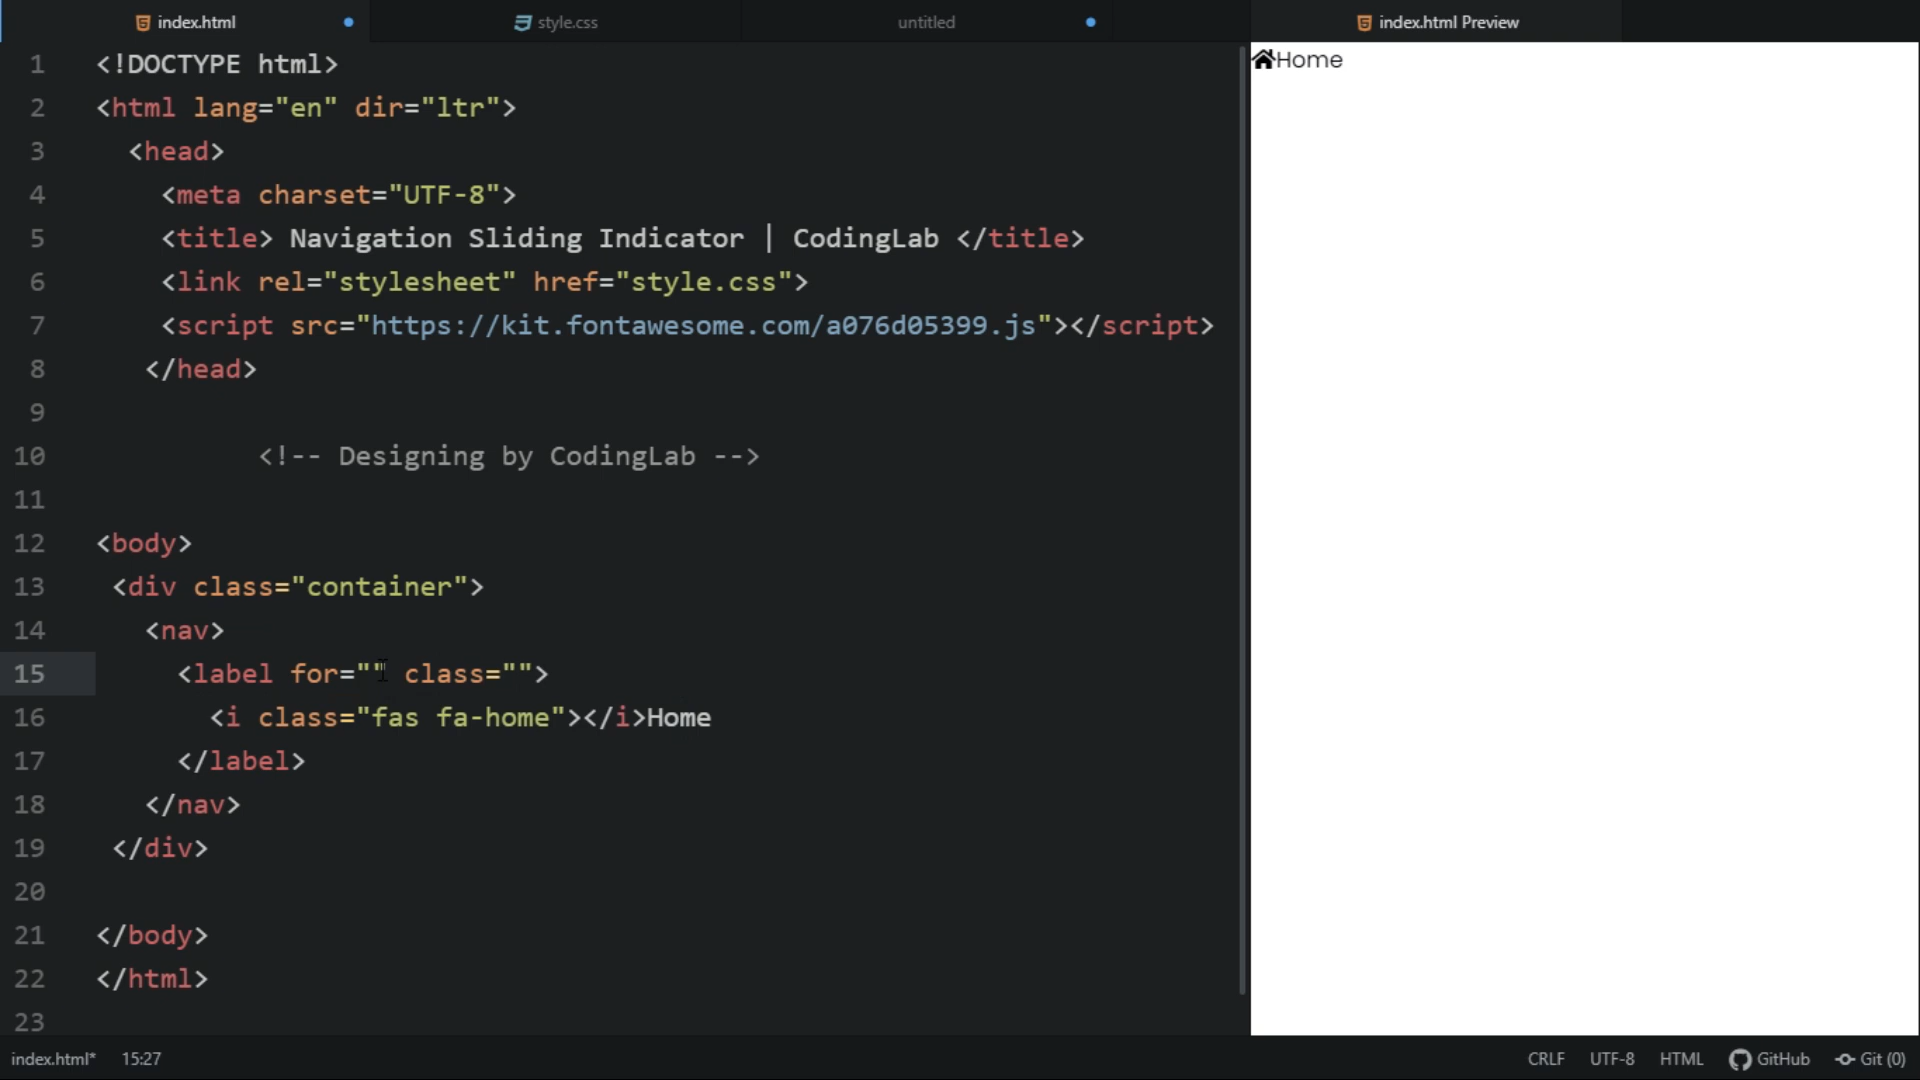 index.html style.css untitled index.html Preview
1 <!DOCTYPE html>
2 <html lang="en" dir="ltr">
3 <head>
4 <meta charset="UTF-8">
5 <title> Navigation Sliding Indicator | CodingLab </title>
6 <link rel="stylesheet" href="style.css">
7 <script src="https://kit.fontawesome.com/a076d05399.js"></script>
8 </head>
9
10 <!-- Designing by CodingLab -->
11
12 <body>
13 <div class="container">
14 <nav>
15 <label for="" class="">
16 <i class="fas fa-home"></i>Home
17 </label>
18 </nav>
19 </div>
20
21 </body>
22 </html>
23
Home
index.html* 15:27 CRLF UTF-8 HTML GitHub Git (0)